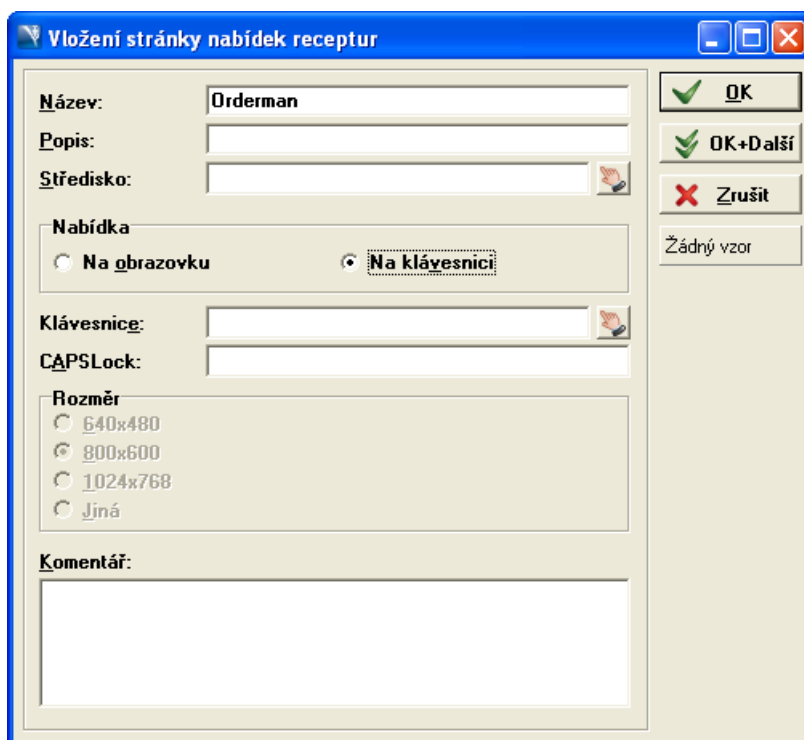 Vložení stránky nabídek receptur
Název: Orderman
Popis:
Středisko:
Nabídka
Na obrazovku Na klávesnici
Klávesnice:
CAPSLock:
Rozměr
640x480
800x600
1024x768
Jiná
Komentář:
OK
OK+Další
Zrušit
Žádný vzor